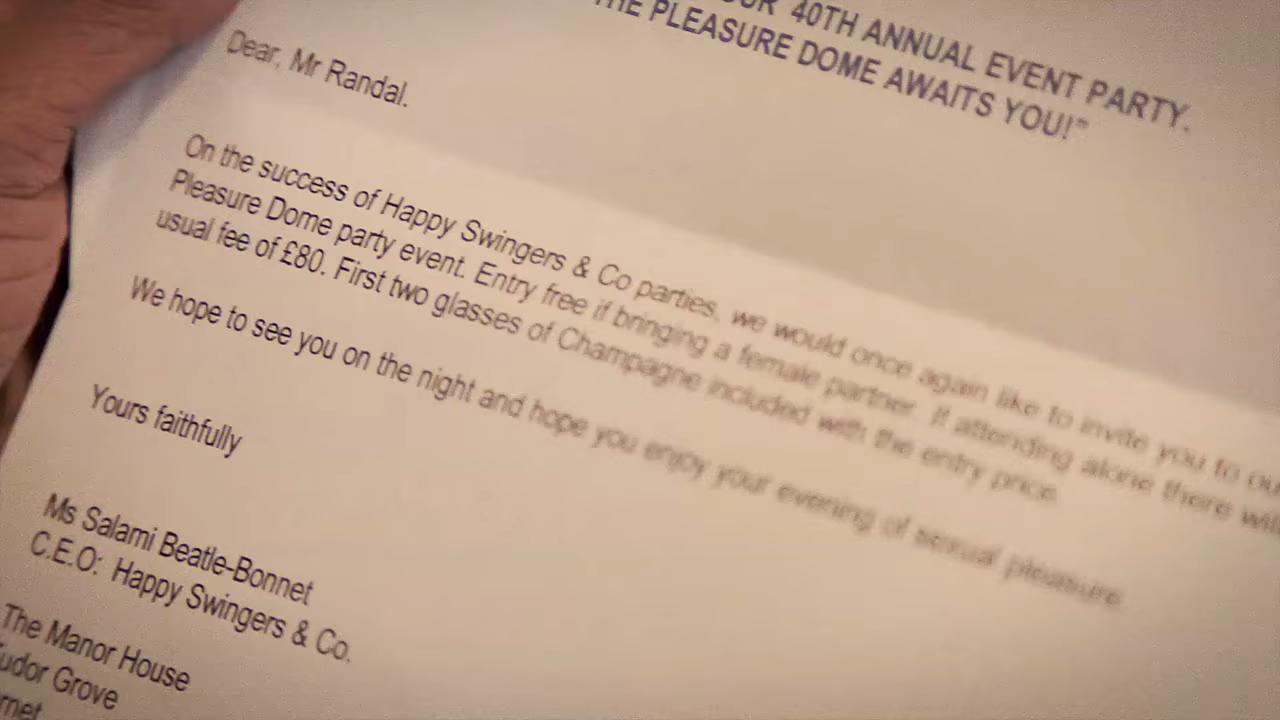 40TH ANNUAL EVENT PARTY.
THE PLEASURE DOME AWAITS YOU!”
Dear, Mr Randal.
On the success of Happy Swingers & Co parties, we would once again like to invite you to
Pleasure Dome party event. Entry free if bringing a female partner. If attending alone there
usual fee of £80. First two glasses of Champagne included with the entry price.
We hope to see you on the night and hope you enjoy your evening of sexual pleasure.
Yours faithfully
Ms Salami Beatle-Bonnet
C.E.O: Happy Swingers & Co.
The Manor House
Tudor Grove